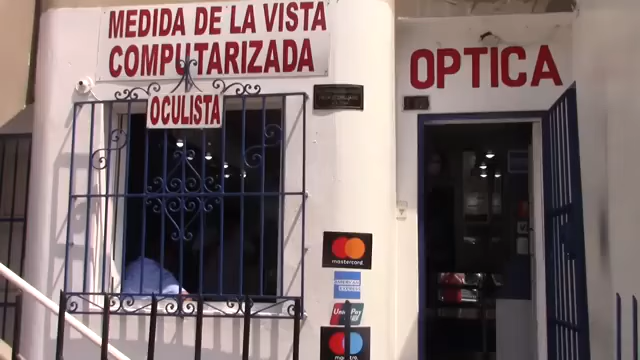 MEDIDA DE LA VISTA
COMPUTARIZADA
OCULISTA
OPTICA
mastercard
AMERICAN
EXPRESS
UnionPay